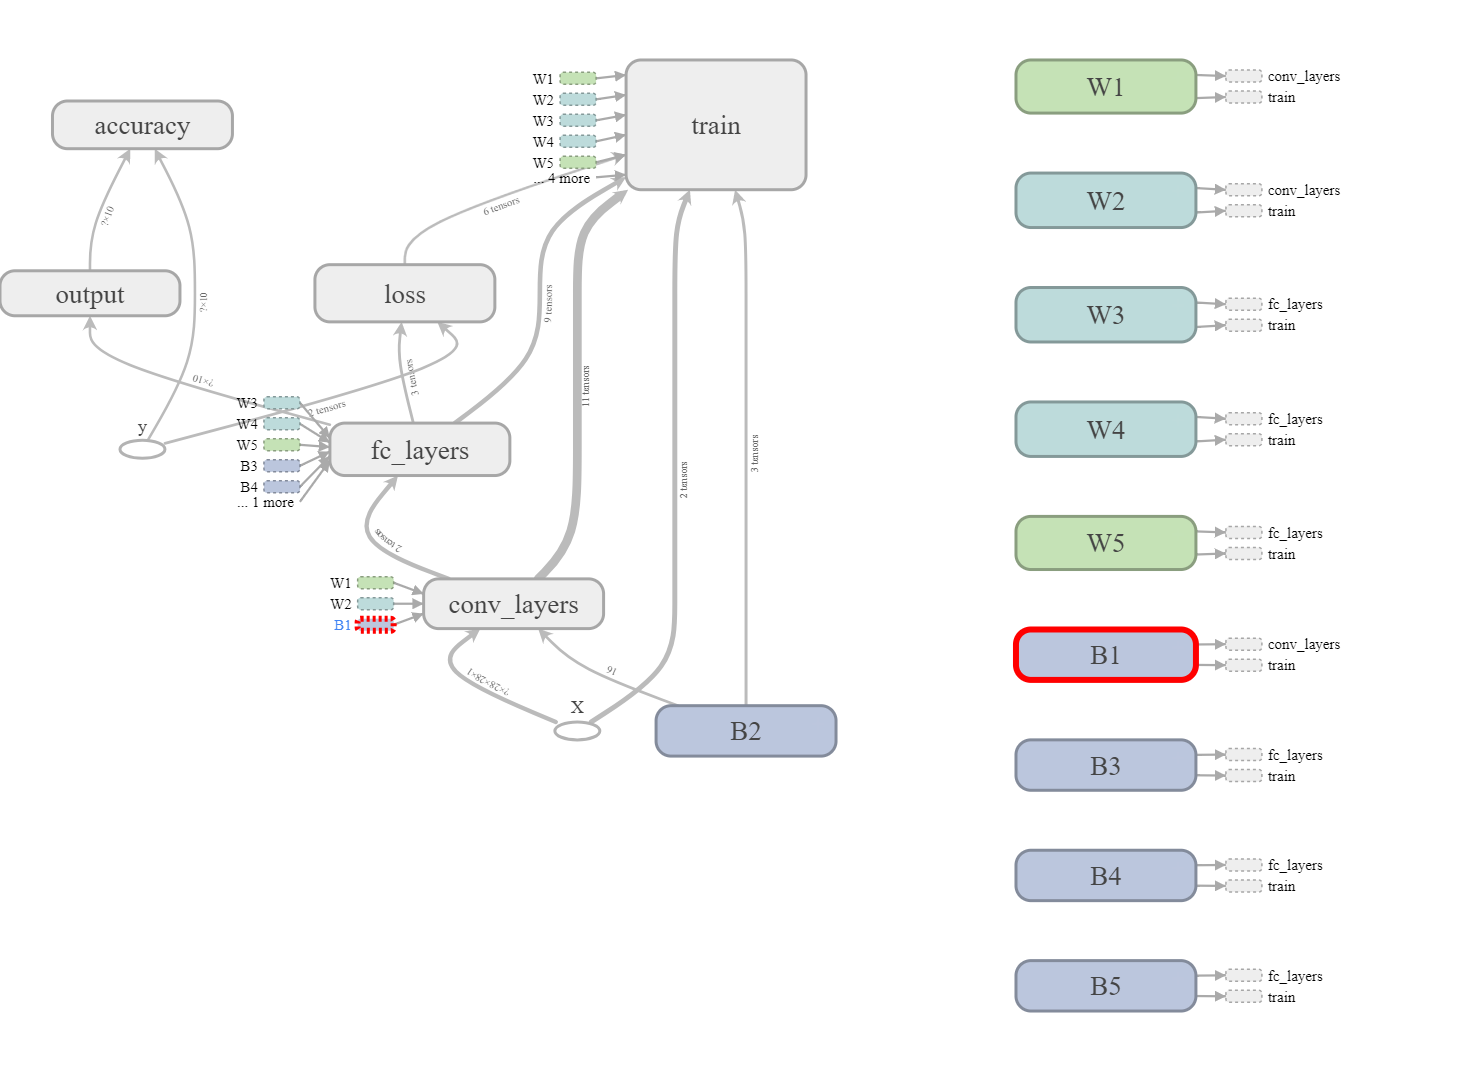 W1
W2
W3
W4
W5
... 4 more
train
accuracy
?×10
6 tensors
output
loss
?×10
9 tensors
?×10
3 tensors
11 tensors
2 tensors
y
W3
W4
W5
B3
B4
... 1 more
fc_layers
2 tensors
3 tensors
2 tensors
W1
W2
B1
conv_layers
?×28×28×1
16
x
B2
W1
conv_layers
train
W2
conv_layers
train
W3
fc_layers
train
W4
fc_layers
train
W5
fc_layers
train
B1
conv_layers
train
B3
fc_layers
train
B4
fc_layers
train
B5
fc_layers
train